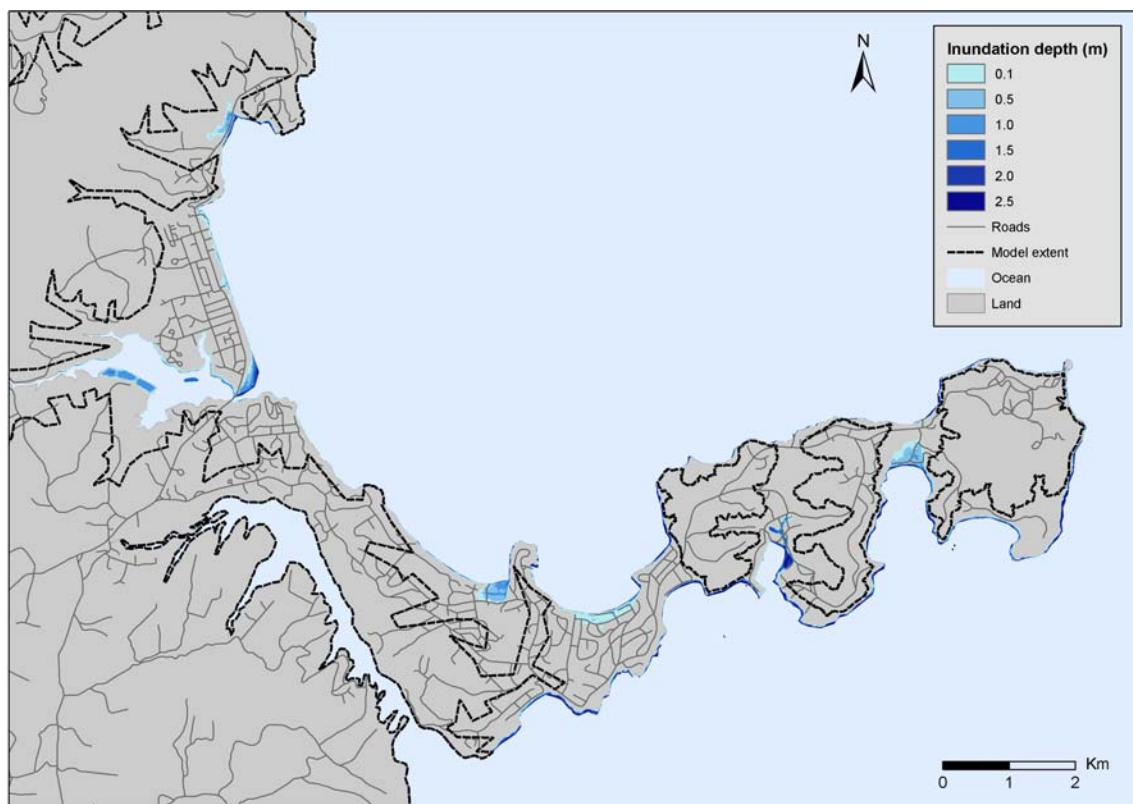 N
Inundation depth (m)
0.1
0.5
1.0
1.5
2.0
2.5
Roads
Model extent
Ocean
Land
Km
0 1 2